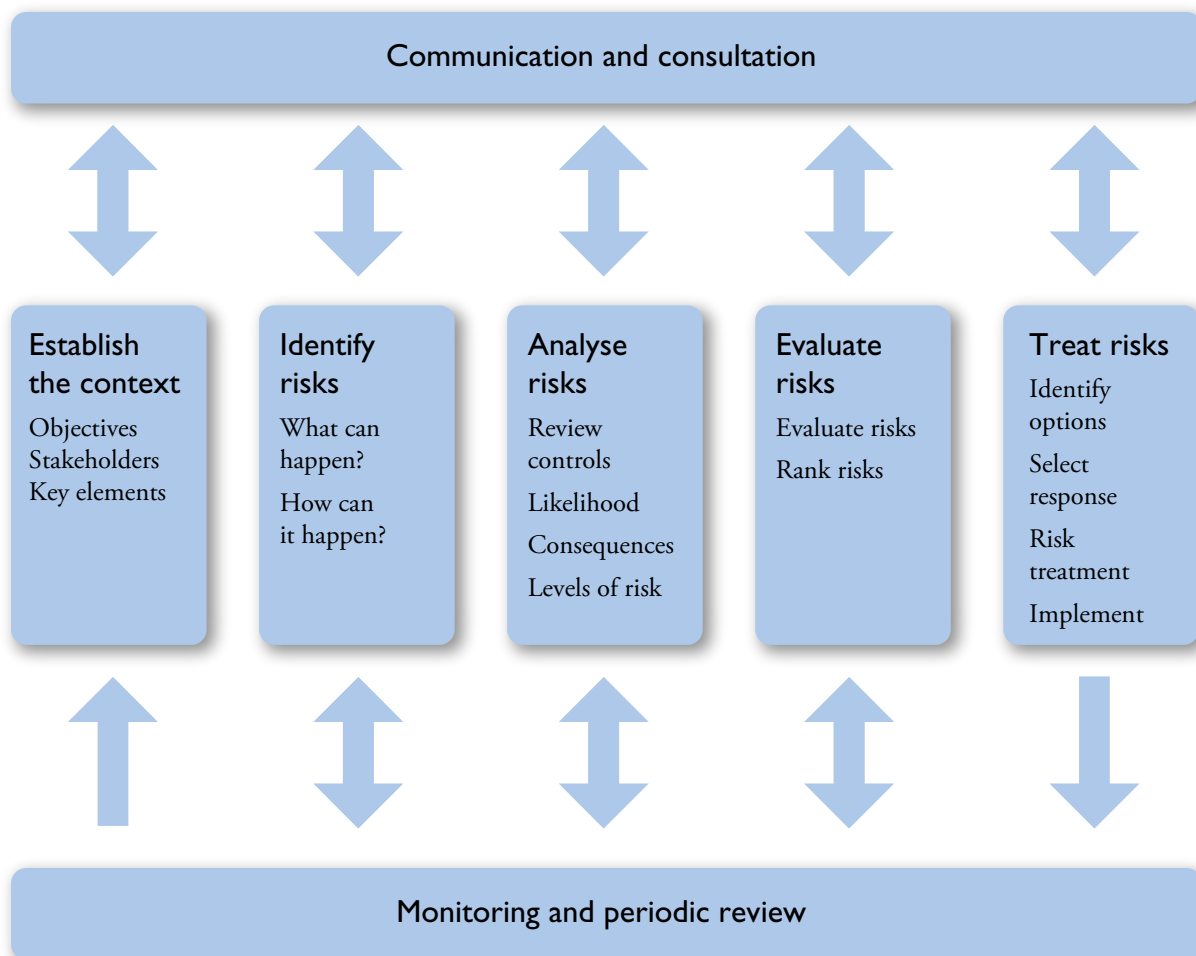 Communication and consultation
Establish
the context
Objectives
Stakeholders
Key elements
Identify
risks
What can
happen?
How can
it happen?
Analyse
risks
Review
controls
Likelihood
Consequences
Levels of risk
Evaluate
risks
Evaluate risks
Rank risks
Treat risks
Identify
options
Select
response
Risk
treatment
Implement
Monitoring and periodic review